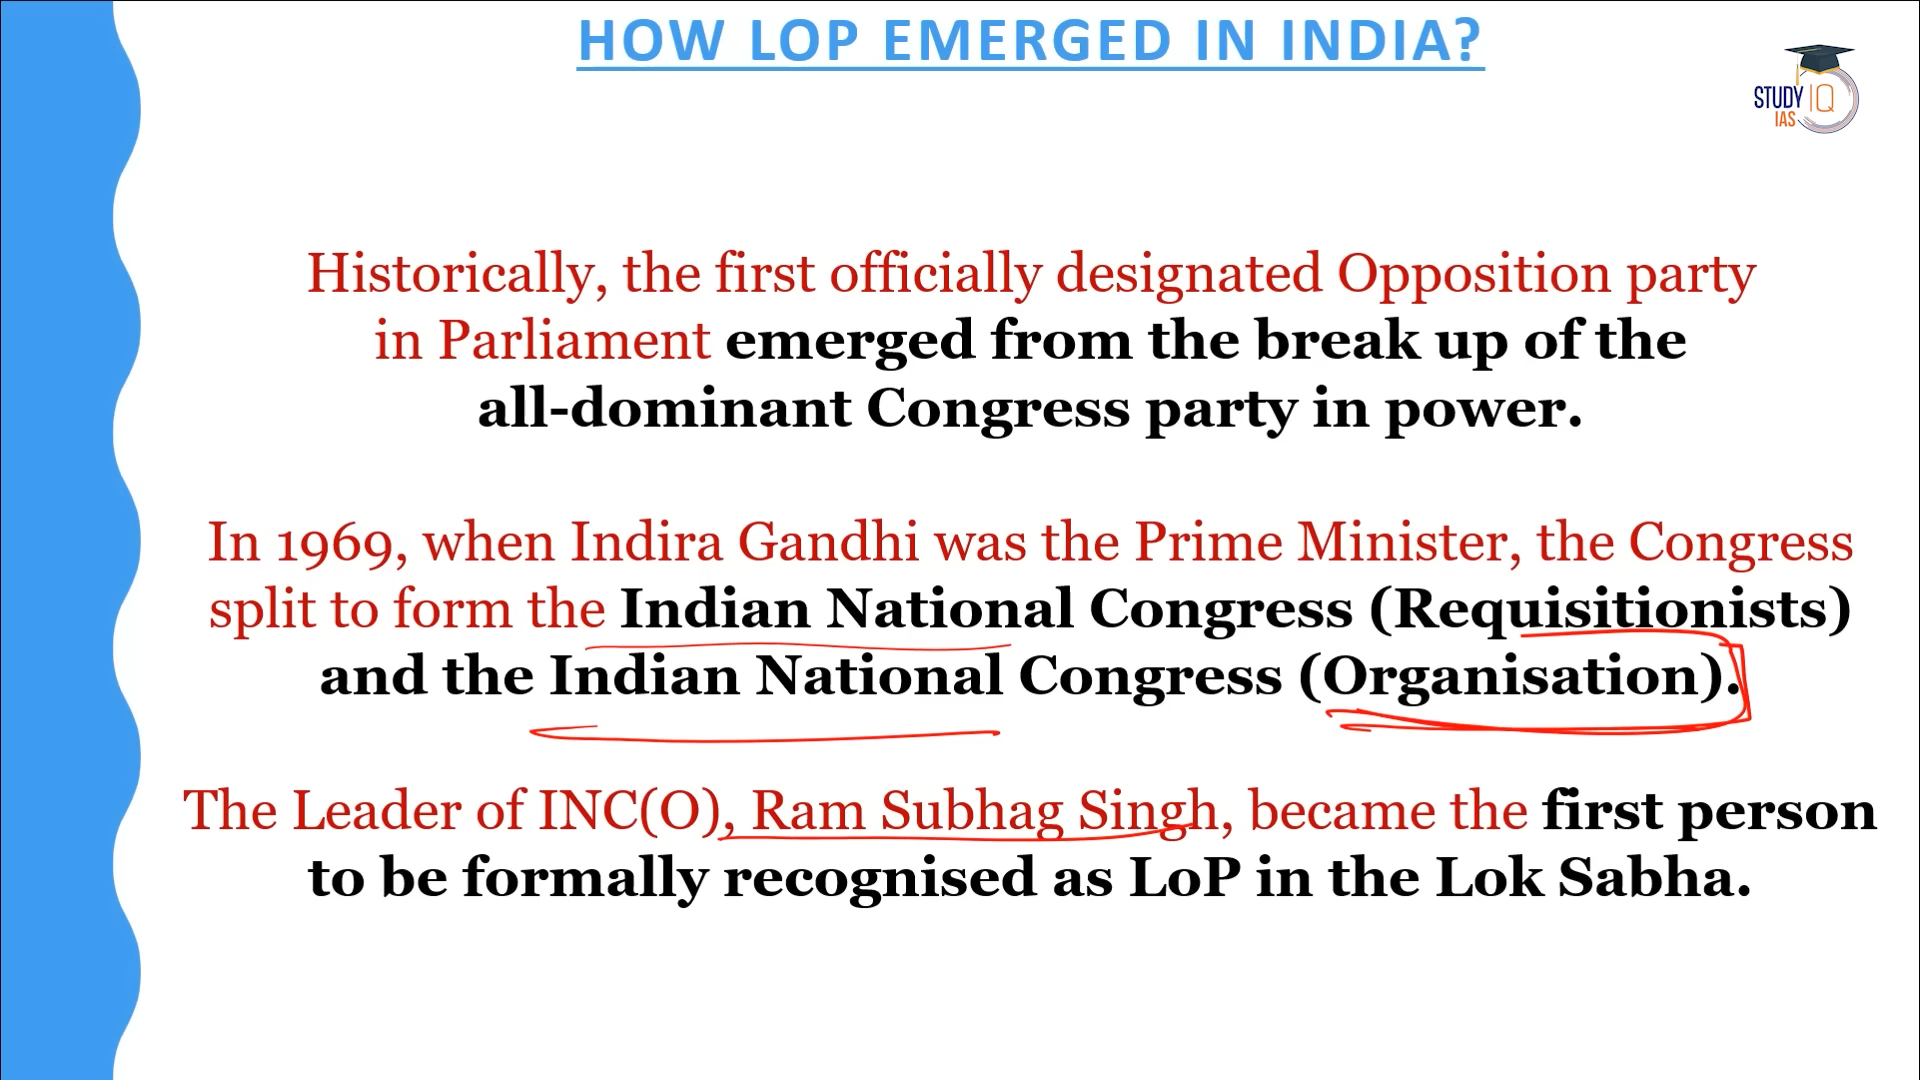 HOW LOP EMERGED IN INDIA?
STUDY IQ
IAS
Historically, the first officially designated Opposition party
in Parliament emerged from the break up of the
all-dominant Congress party in power.
In 1969, when Indira Gandhi was the Prime Minister, the Congress
split to form the Indian National Congress (Requisitionists)
and the Indian National Congress (Organisation).
The Leader of INC(O), Ram Subhag Singh, became the first person
to be formally recognised as LoP in the Lok Sabha.